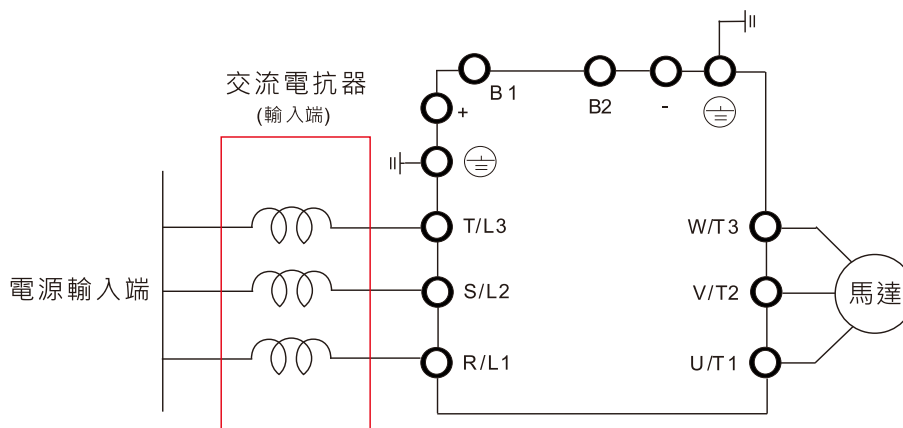 交流電抗器
(輸入端)
B1
B2
-
+
T/L3
W/T3
電源輸入端
S/L2
V/T2
馬達
R/L1
U/T1